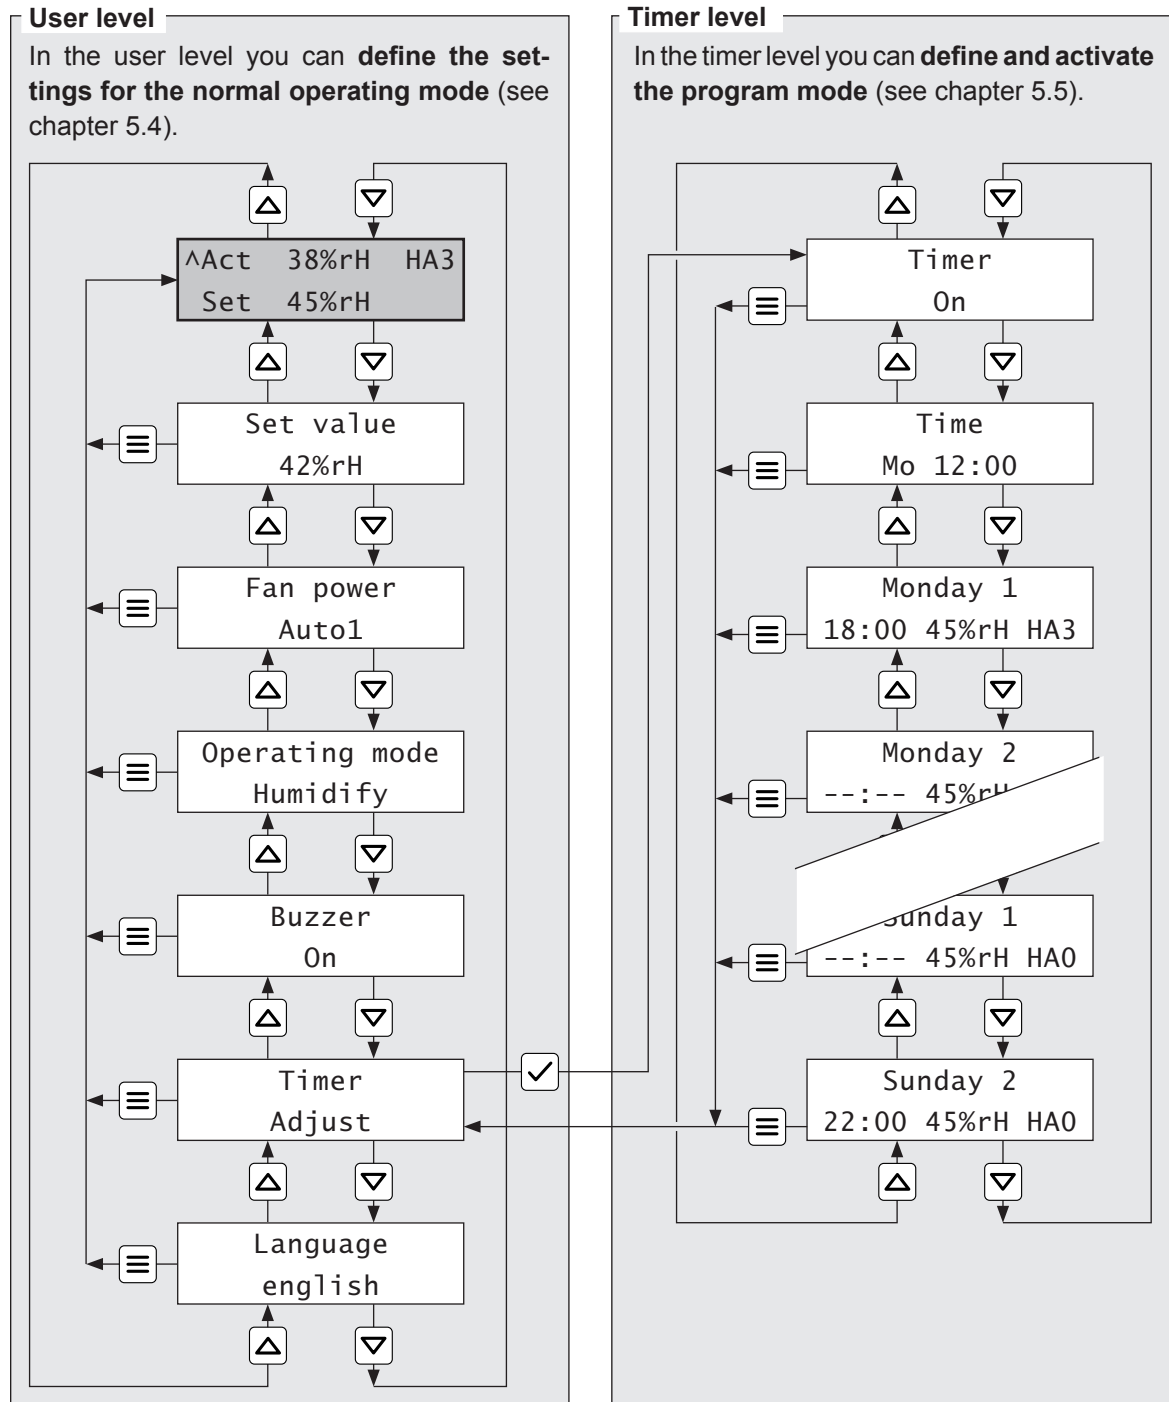 User level
In the user level you can define the set-
tings for the normal operating mode (see
chapter 5.4).
^Act 38%rH HA3
Set 45%rH
Set value
42%rH
Fan power
Auto1
Operating mode
Humidify
Buzzer
On
Timer
Adjust
Language
english
Timer level
In the timer level you can define and activate
the program mode (see chapter 5.5).
Timer
On
Time
Mo 12:00
Monday 1
18:00 45%rH HA3
Monday 2
--:-- 45%rH
Sunday 1
--:-- 45%rH HA0
Sunday 2
22:00 45%rH HA0